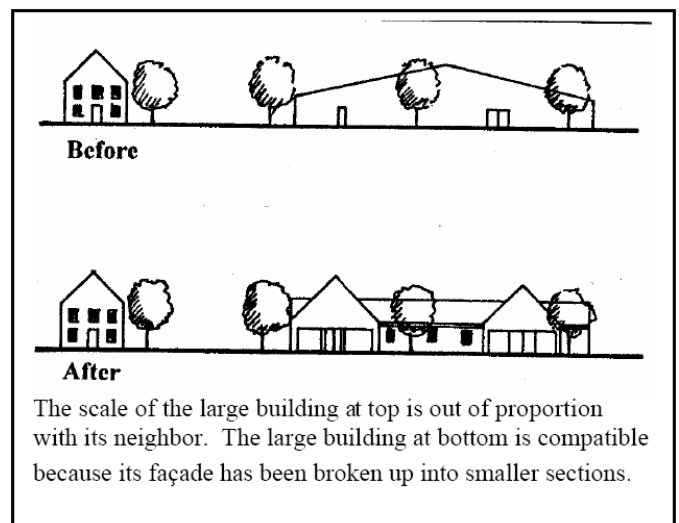 Before
After
The scale of the large building at top is out of proportion
with its neighbor. The large building at bottom is compatible
because its façade has been broken up into smaller sections.